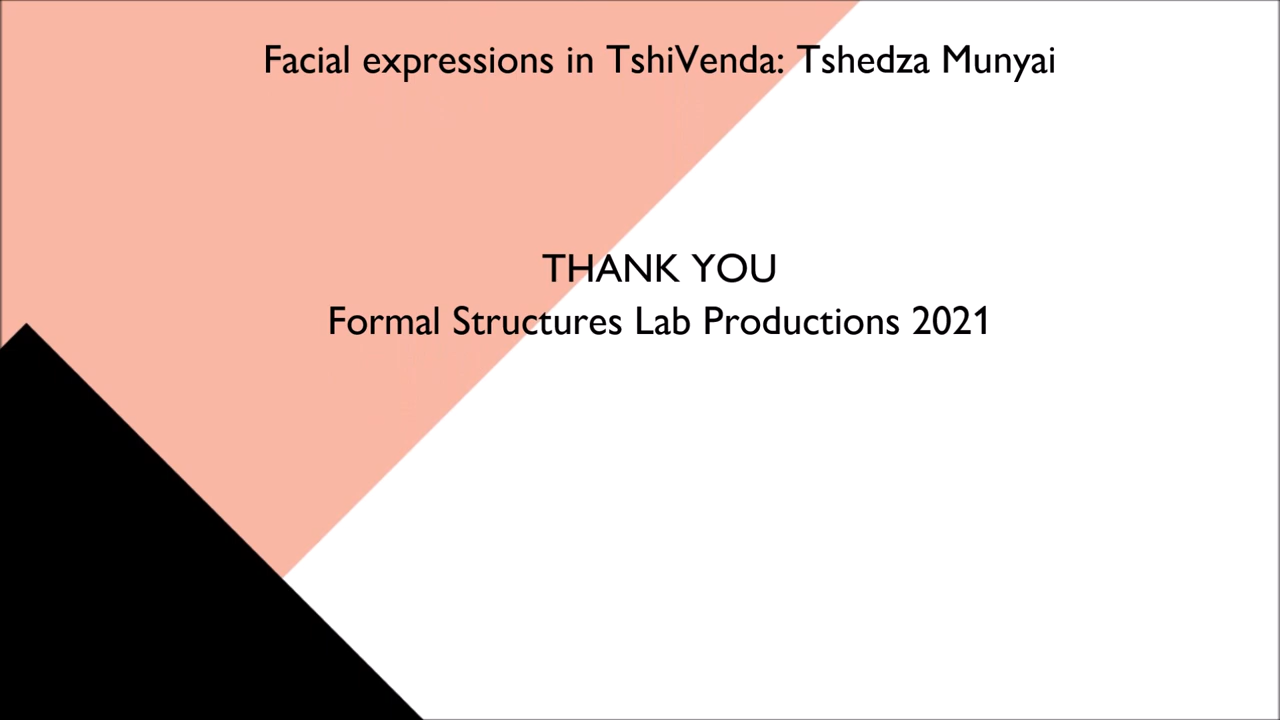 Facial expressions in TshiVenda: Tshedza Munyai
THANK YOU
Formal Structures Lab Productions 2021